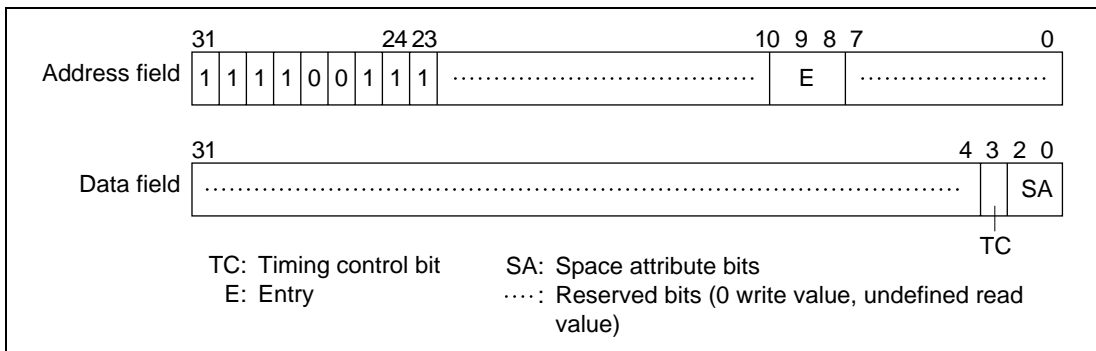 31 24 23 10 9 8 7 0
Address field 1 1 1 1 0 0 1 1 1 E
31 4 3 2 0
Data field SA
TC
TC: Timing control bit SA: Space attribute bits
E: Entry ····: Reserved bits (0 write value, undefined read
value)